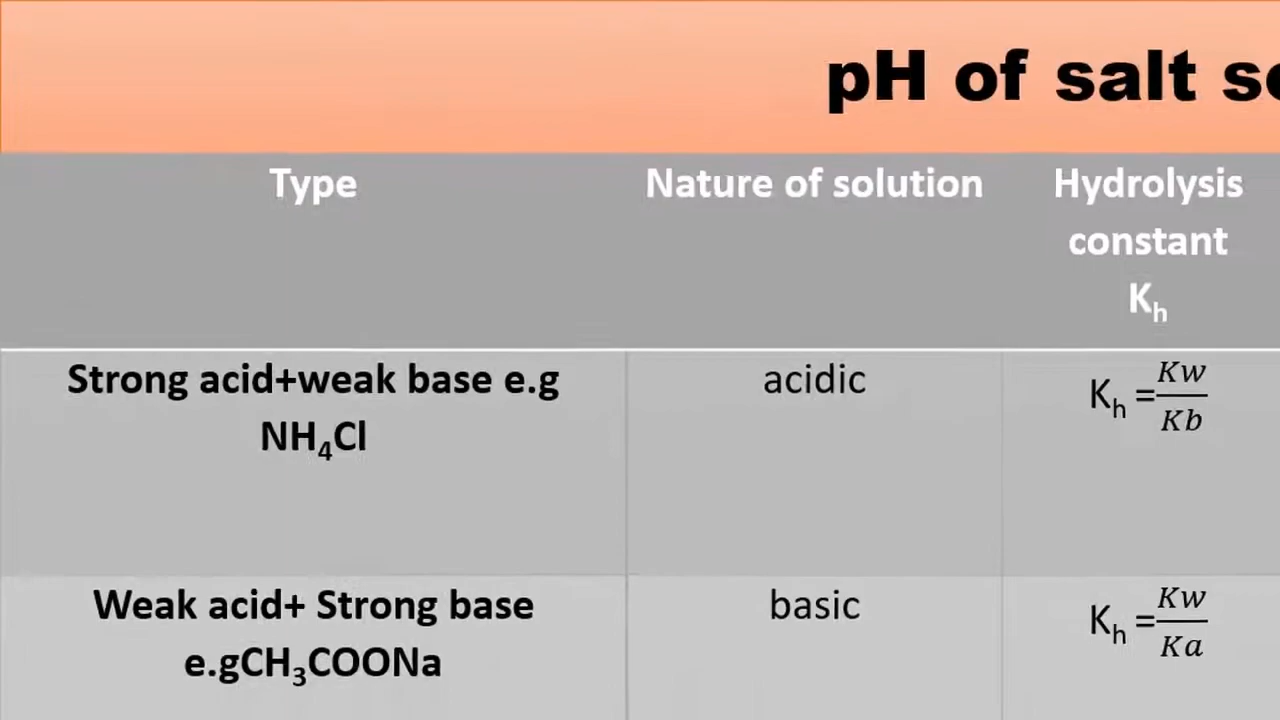 pH of salt so
Type
Nature of solution
Hydrolysis
constant
Kₕ
Strong acid+weak base e.g
NH₄Cl
acidic
Kₕ =Kw/Kb
Weak acid+ Strong base
e.gCH₃COONa
basic
Kₕ =Kw/Ka